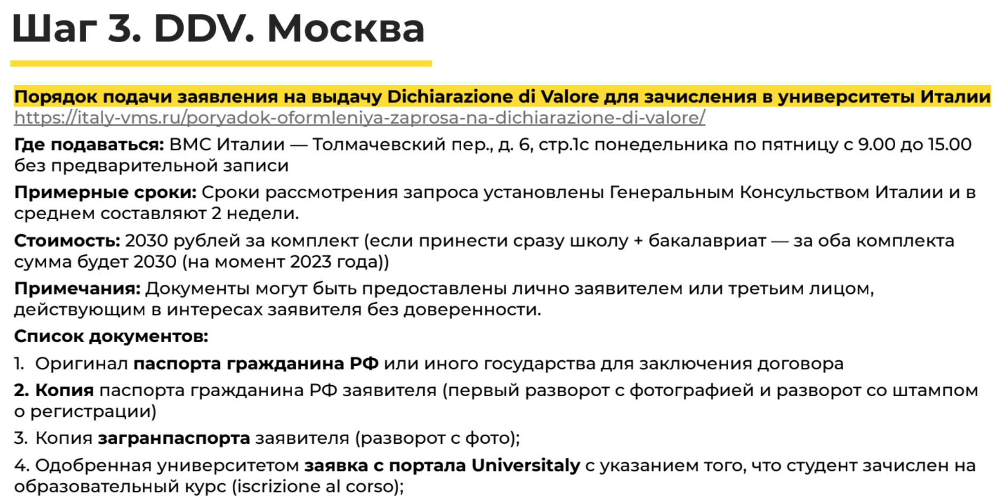 Шаг 3. DDV. Москва
Порядок подачи заявления на выдачу Dichiarazione di Valore для зачисления в университеты Италии
https://italy-vms.ru/poryadok-oformleniya-zaprosa-na-dichiarazione-di-valore/
Где подаваться: ВМС Италии — Толмачевский пер., д. 6, стр.1с понедельника по пятницу с 9.00 до 15.00
без предварительной записи
Примерные сроки: Сроки рассмотрения запроса установлены Генеральным Консульством Италии и в
среднем составляют 2 недели.
Стоимость: 2030 рублей за комплект (если принести сразу школу + бакалавриат — за оба комплекта
сумма будет 2030 (на момент 2023 года))
Примечания: Документы могут быть предоставлены лично заявителем или третьим лицом,
действующим в интересах заявителя без доверенности.
Список документов:
1. Оригинал паспорта гражданина РФ или иного государства для заключения договора
2. Копия паспорта гражданина РФ заявителя (первый разворот с фотографией и разворот со штампом
о регистрации)
3. Копия загранпаспорта заявителя (разворот с фото);
4. Одобренная университетом заявка с портала Universitaly с указанием того, что студент зачислен на
образовательный курс (iscrizione al corso);